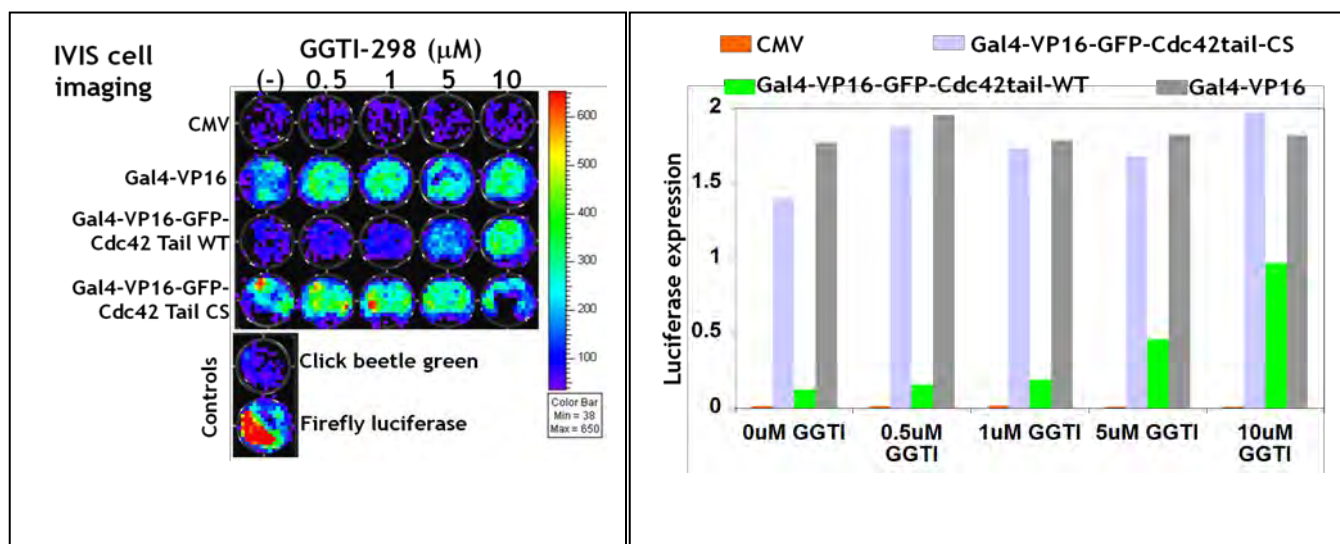 IVIS cell
imaging
GGTI-298 (μM)
(-) 0.5 1 5 10
CMV
Gal4-VP16
Gal4-VP16-GFP-
Cdc42 Tail WT
Gal4-VP16-GFP-
Cdc42 Tail CS
600
500
400
300
200
100
Color Bar
Min = 38
Max = 650
Controls
Click beetle green
Firefly luciferase
CMV Gal4-VP16-GFP-Cdc42tail-CS
Gal4-VP16-GFP-Cdc42tail-WT Gal4-VP16
Luciferase expression
2
1.5
1
0.5
0
0uM GGTI 0.5uM GGTI 1uM GGTI 5uM GGTI 10uM GGTI